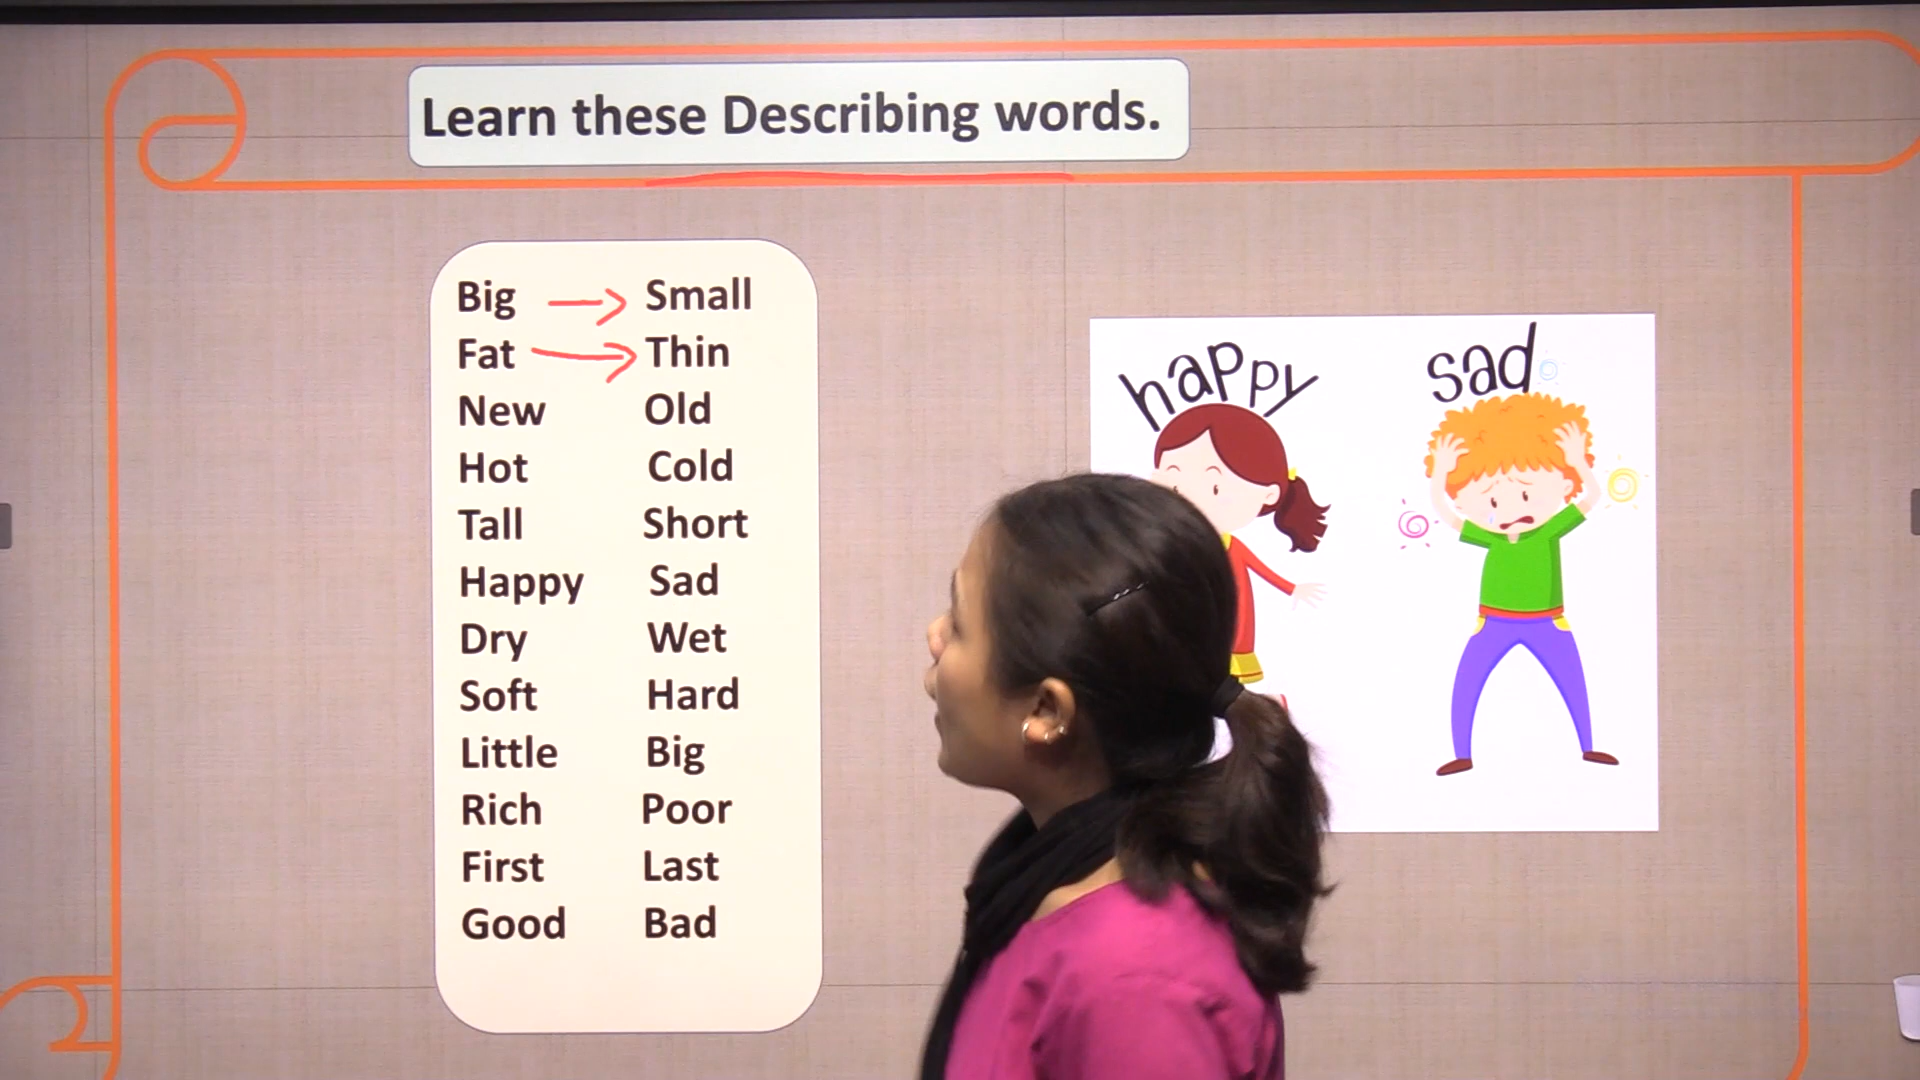 Learn these Describing words.
Big → Small
Fat → Thin
New Old
Hot Cold
Tall Short
Happy Sad
Dry Wet
Soft Hard
Little Big
Rich Poor
First Last
Good Bad
happy
sad